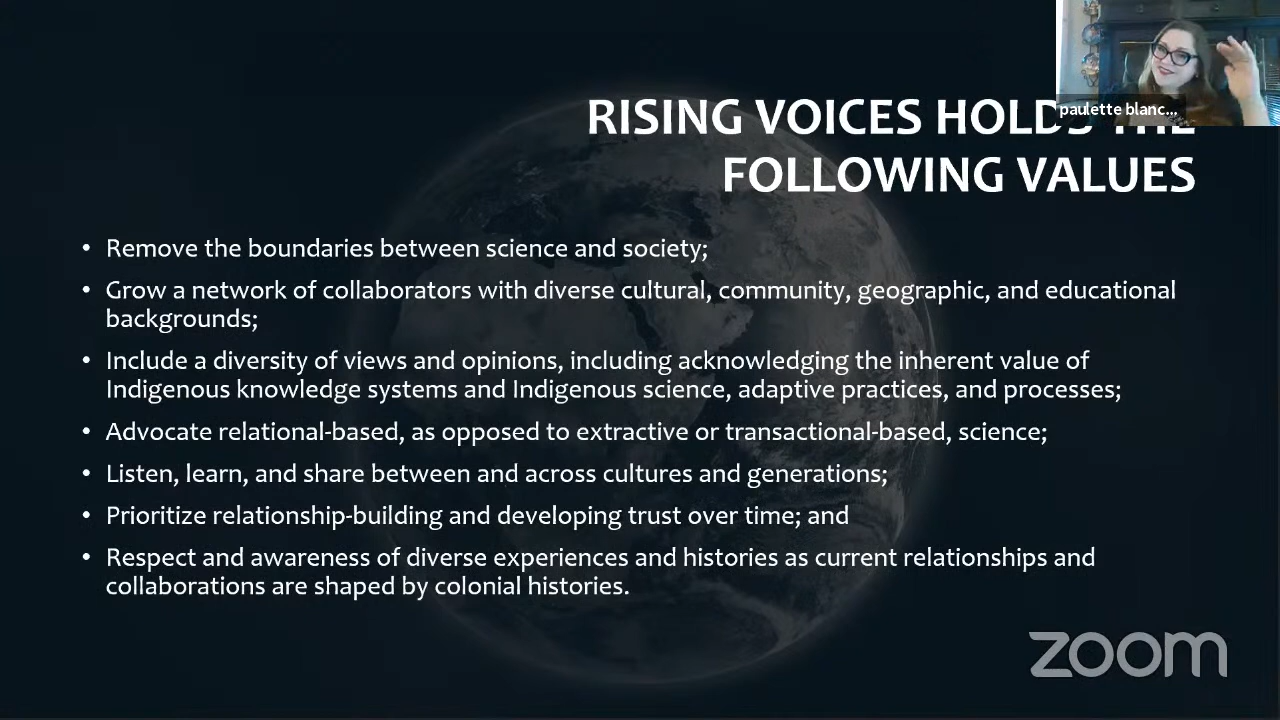 paulette blanc...
RISING VOICES HOLDS THE
FOLLOWING VALUES
• Remove the boundaries between science and society;
• Grow a network of collaborators with diverse cultural, community, geographic, and educational
backgrounds;
• Include a diversity of views and opinions, including acknowledging the inherent value of
Indigenous knowledge systems and Indigenous science, adaptive practices, and processes;
• Advocate relational-based, as opposed to extractive or transactional-based, science;
• Listen, learn, and share between and across cultures and generations;
• Prioritize relationship-building and developing trust over time; and
• Respect and awareness of diverse experiences and histories as current relationships and
collaborations are shaped by colonial histories.
zoom